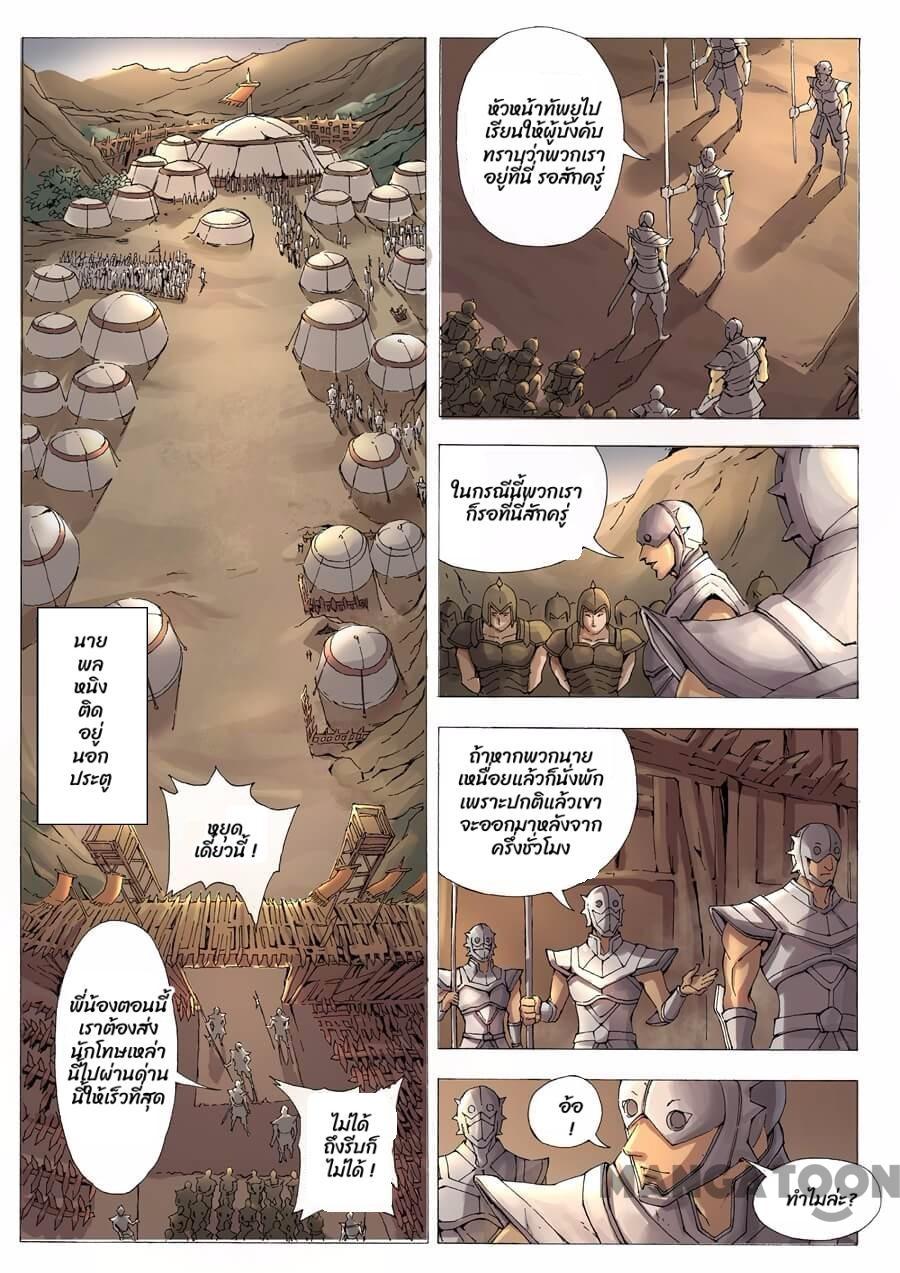 นาย
พล
หนิง
ติด
อยู่
นอก
ประตู
หยุด
เดี๋ยวนี้ !
พี่น้องตอนนี้
เราต้องส่ง
นักโทษเหล่า
นี้ไปผ่านด่าน
นี้ให้เร็วที่สุด
ไม่ได้
ถึงรีบก็
ไม่ได้ !
หัวหน้าทัพยูไป
เรียนให้ผู้บังคับ
ทราบว่าพวกเรา
อยู่ที่นี่ รอสักครู่
ในกรณีนี้พวกเรา
ก็รอที่นี่สักครู่
ถ้าหากพวกนาย
เหนื่อยแล้วก็นั่งพัก
เพราะปกติแล้วเขา
จะออกมาหลังจาก
ครึ่งชั่วโมง
อ้อ
!
ทำไมล่ะ?
MANGATOON